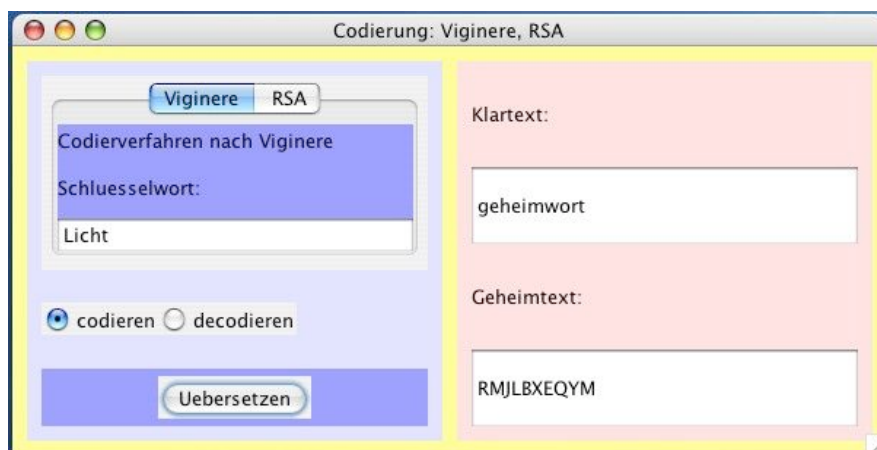 Codierung: Viginere, RSA
Viginere RSA
Codierverfahren nach Viginere
Schluesselwort:
Licht
codieren decodieren
Uebersetzen
Klartext:
geheimwort
Geheimtext:
RMJLBXEQYM